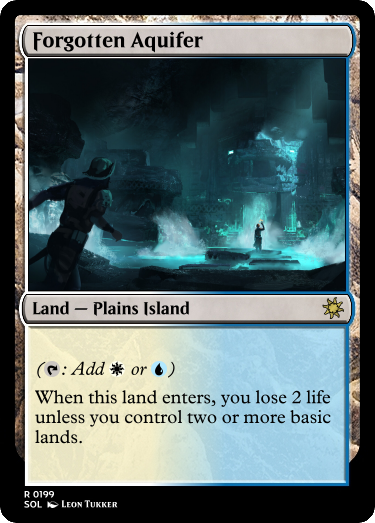 Forgotten Aquifer
Land — Plains Island
(: Add or )
When this land enters, you lose 2 life
unless you control two or more basic
lands.
R 0199
SOL Leon Tukker